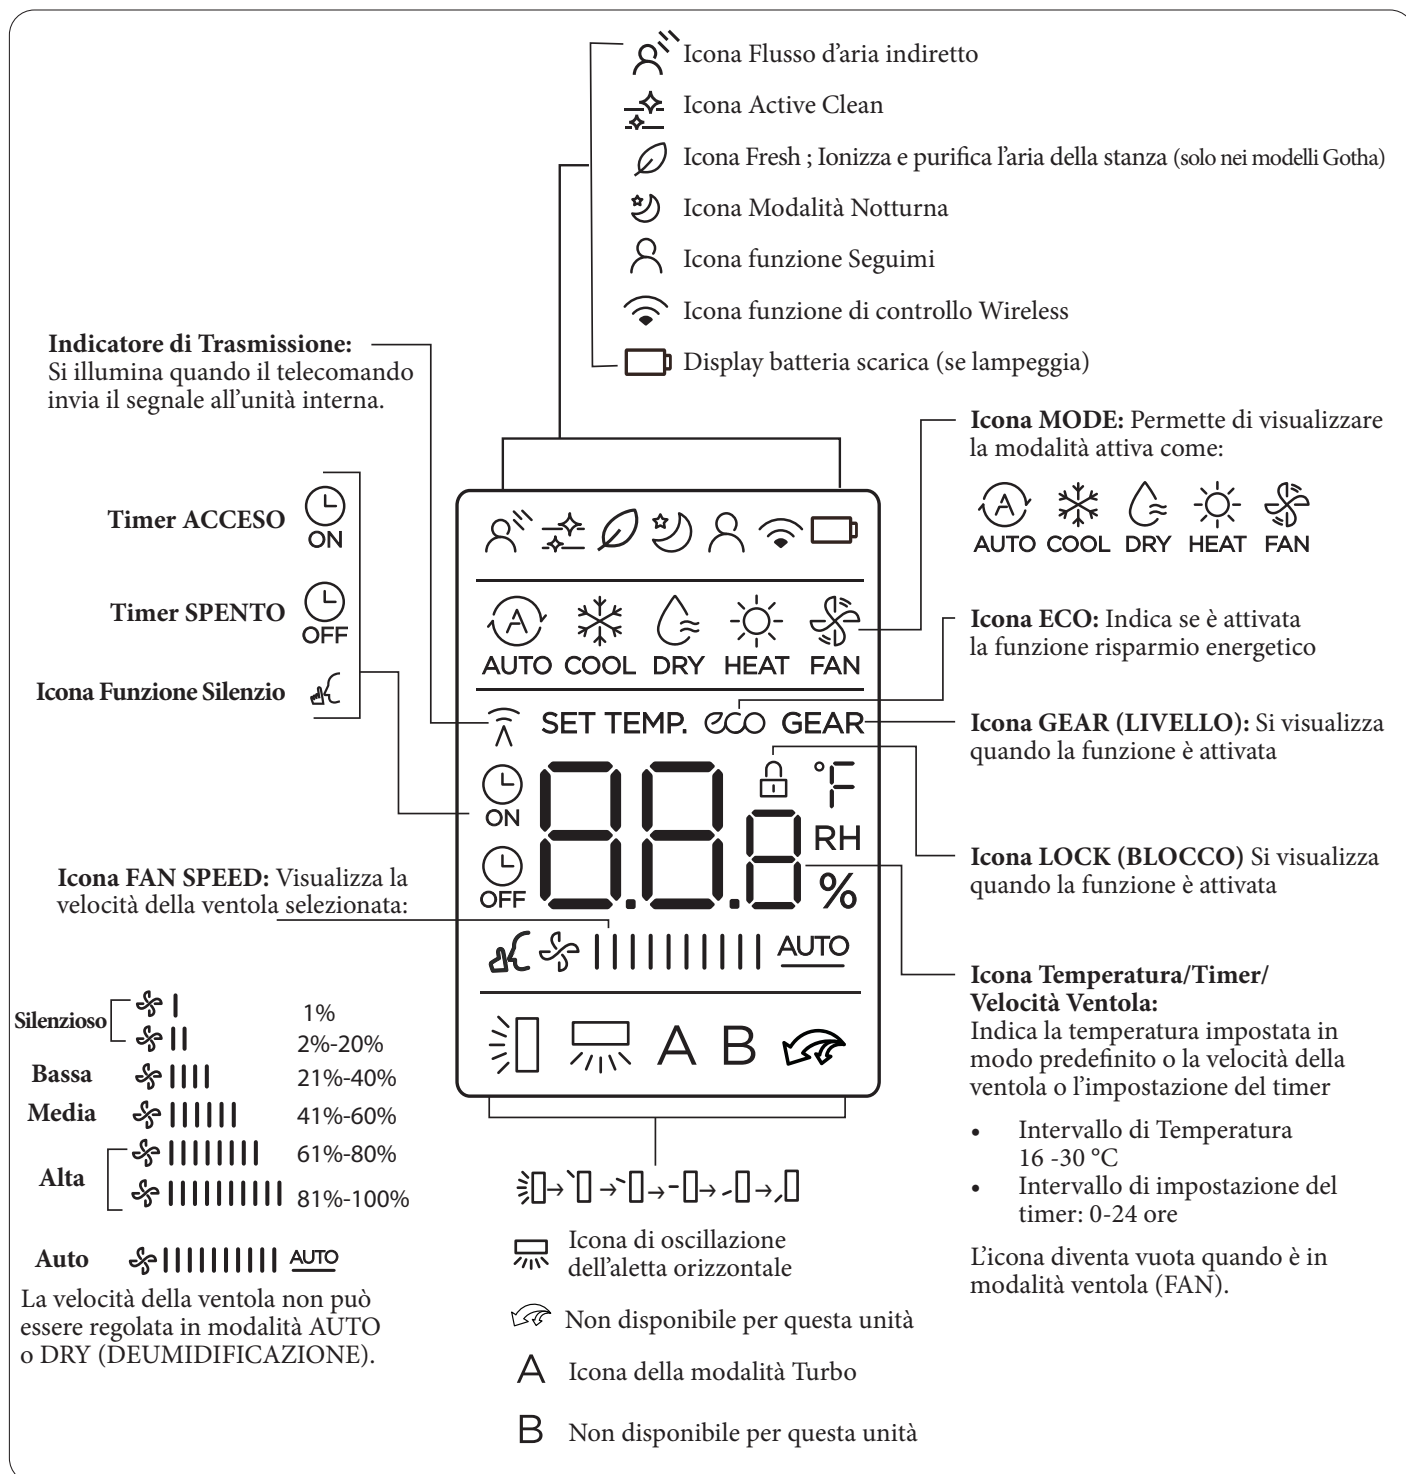 Icona Flusso d'aria indiretto
Icona Active Clean
Icona Fresh ; Ionizza e purifica l'aria della stanza (solo nei modelli Gotha)
Icona Modalità Notturna
Icona funzione Seguimi
Icona funzione di controllo Wireless
Display batteria scarica (se lampeggia)
Indicatore di Trasmissione:
Si illumina quando il telecomando
invia il segnale all'unità interna.
Timer ACCESO
ON
Timer SPENTO
OFF
Icona Funzione Silenzio
Icona FAN SPEED: Visualizza la
velocità della ventola selezionata:
Silenzioso
1%
2%-20%
Bassa
21%-40%
Media
41%-60%
Alta
61%-80%
81%-100%
Auto
AUTO
La velocità della ventola non può
essere regolata in modalità AUTO
o DRY (DEUMIDIFICAZIONE).
A
AUTO COOL DRY HEAT FAN
SET TEMP. eco GEAR
ON
88.8
°F
RH
OFF
%
AUTO
A B
Icona di oscillazione
dell'aletta orizzontale
Non disponibile per questa unità
A Icona della modalità Turbo
B Non disponibile per questa unità
Icona MODE: Permette di visualizzare
la modalità attiva come:
A
AUTO COOL DRY HEAT FAN
Icona ECO: Indica se è attivata
la funzione risparmio energetico
Icona GEAR (LIVELLO): Si visualizza
quando la funzione è attivata
Icona LOCK (BLOCCO) Si visualizza
quando la funzione è attivata
Icona Temperatura/Timer/
Velocità Ventola:
Indica la temperatura impostata in
modo predefinito o la velocità della
ventola o l'impostazione del timer
• Intervallo di Temperatura
16 -30 °C
• Intervallo di impostazione del
timer: 0-24 ore
L'icona diventa vuota quando è in
modalità ventola (FAN).